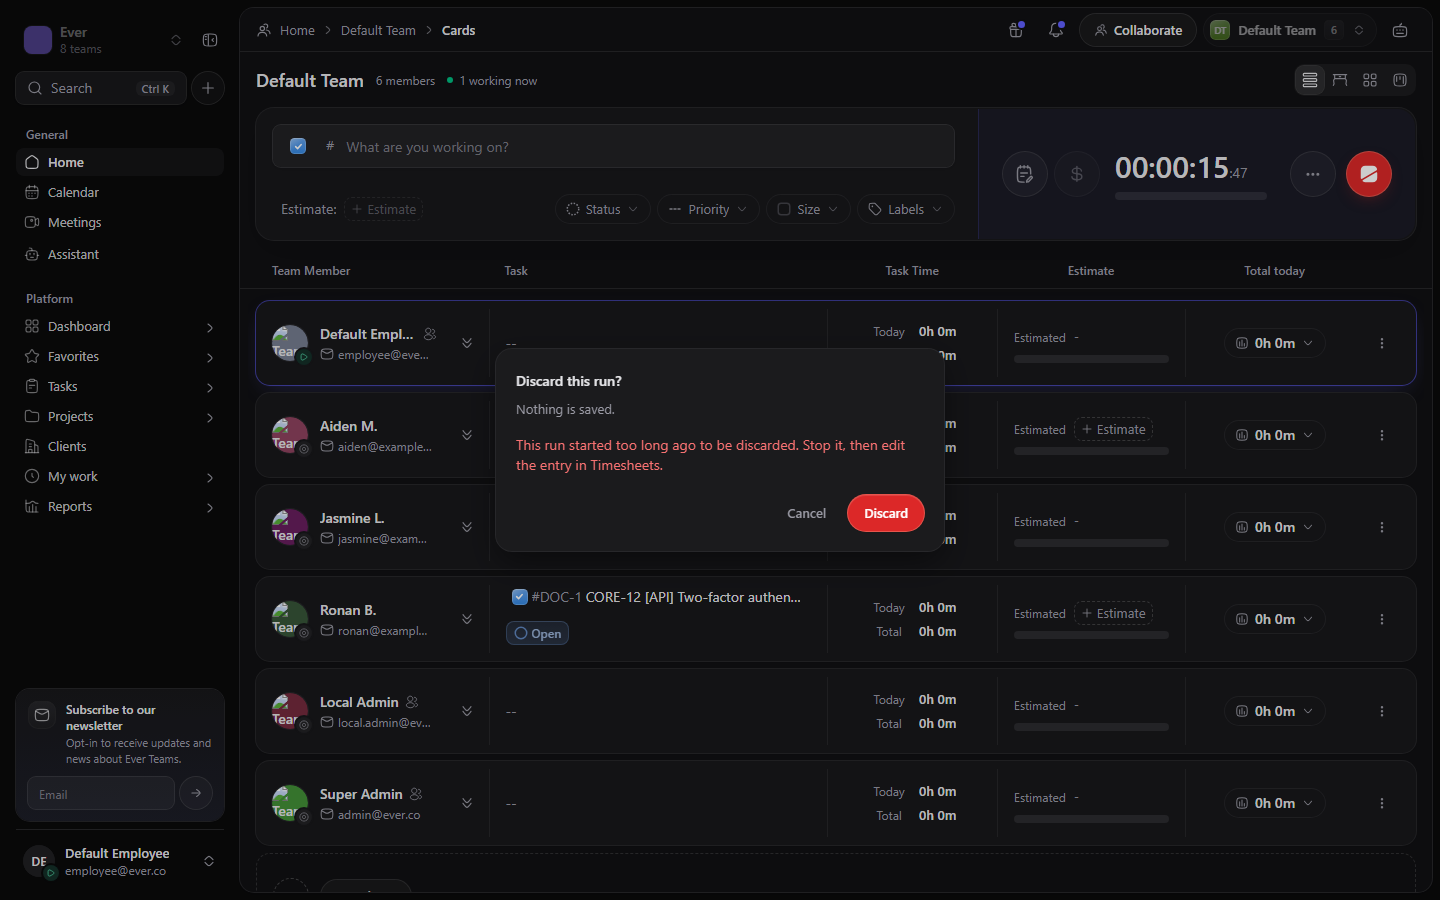 Ever
8 teams
Search
Ctrl K
General
Home
Calendar
Meetings
Assistant
Platform
Dashboard
Favorites
Tasks
Projects
Clients
My work
Reports
Subscribe to our newsletter
Opt-in to receive updates and news about Ever Teams.
Email
DE
Default Employee
employee@ever.co
Home
Default Team
Cards
Collaborate
DT
Default Team
6
Default Team
6 members
1 working now
# What are you working on?
Estimate:
+ Estimate
Status
Priority
Size
Labels
$
00:00:15:47
Team Member
Task
Task Time
Estimate
Total today
Default Empl...
employee@eve...
--
Today 0h 0m
Estimated -
0h 0m
Aiden M.
aiden@example...
Estimated + Estimate
0h 0m
Jasmine L.
jasmine@exam...
Estimated -
0h 0m
Discard this run?
Nothing is saved.
This run started too long ago to be discarded. Stop it, then edit
the entry in Timesheets.
Cancel
Discard
Ronan B.
ronan@exampl...
#DOC-1 CORE-12 [API] Two-factor authen...
Open
Today 0h 0m
Total 0h 0m
Estimated + Estimate
0h 0m
Local Admin
local.admin@ev...
--
Today 0h 0m
Total 0h 0m
Estimated -
0h 0m
Super Admin
admin@ever.co
--
Today 0h 0m
Total 0h 0m
Estimated -
0h 0m